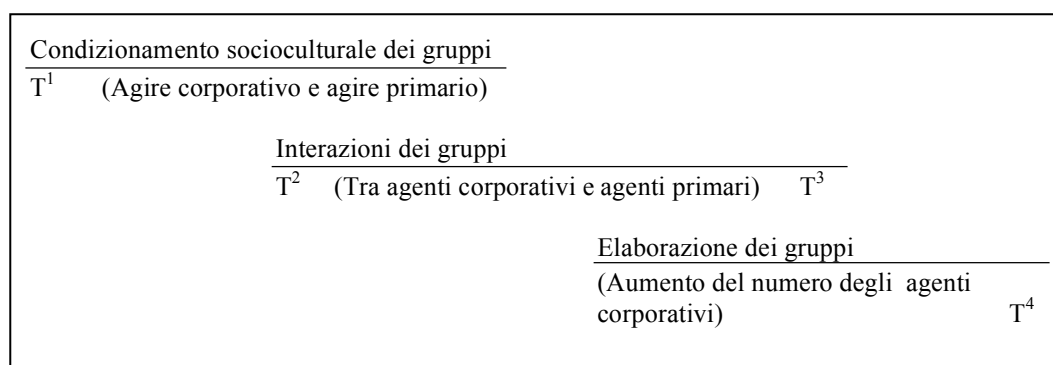 Condizionamento socioculturale dei gruppi
T¹ (Agire corporativo e agire primario)
Interazioni dei gruppi
T² (Tra agenti corporativi e agenti primari) T³
Elaborazione dei gruppi
(Aumento del numero degli agenti
corporativi) T⁴